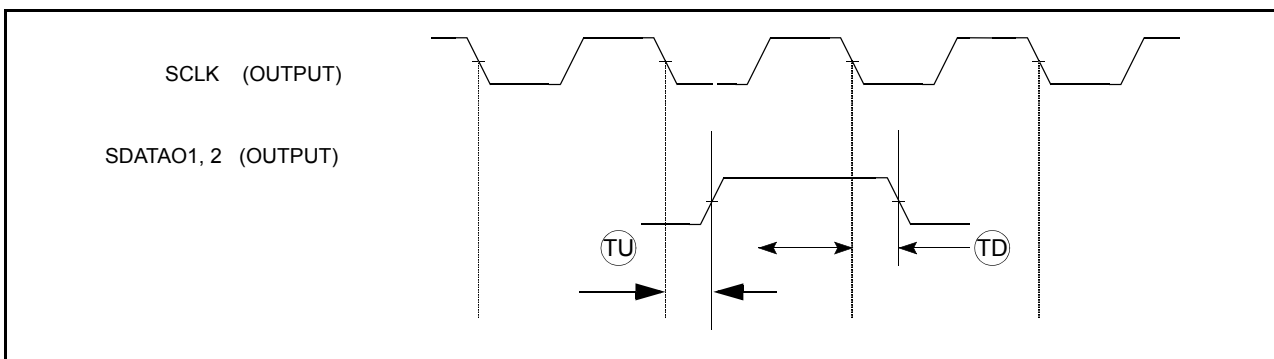 SCLK (OUTPUT)
SDATAO1, 2 (OUTPUT)
TU
TD